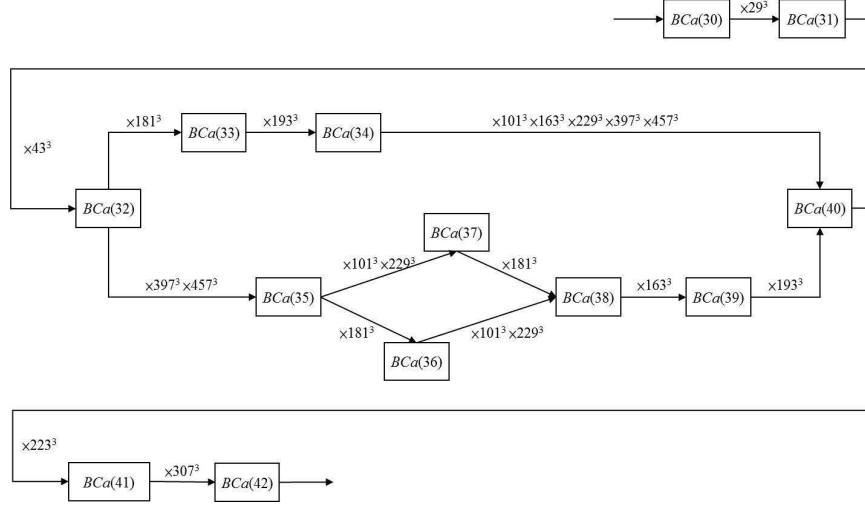 BCa(30) ×29³ BCa(31)
×43³
×181³ BCa(33) ×193³ BCa(34) ×101³ ×163³ ×229³ ×397³ ×457³
BCa(32) BCa(40)
BCa(37)
×101³ ×229³ ×181³
×397³ ×457³ BCa(35) BCa(38) ×163³ BCa(39) ×193³
×181³ ×101³ ×229³
BCa(36)
×223³
BCa(41) ×307³ BCa(42)